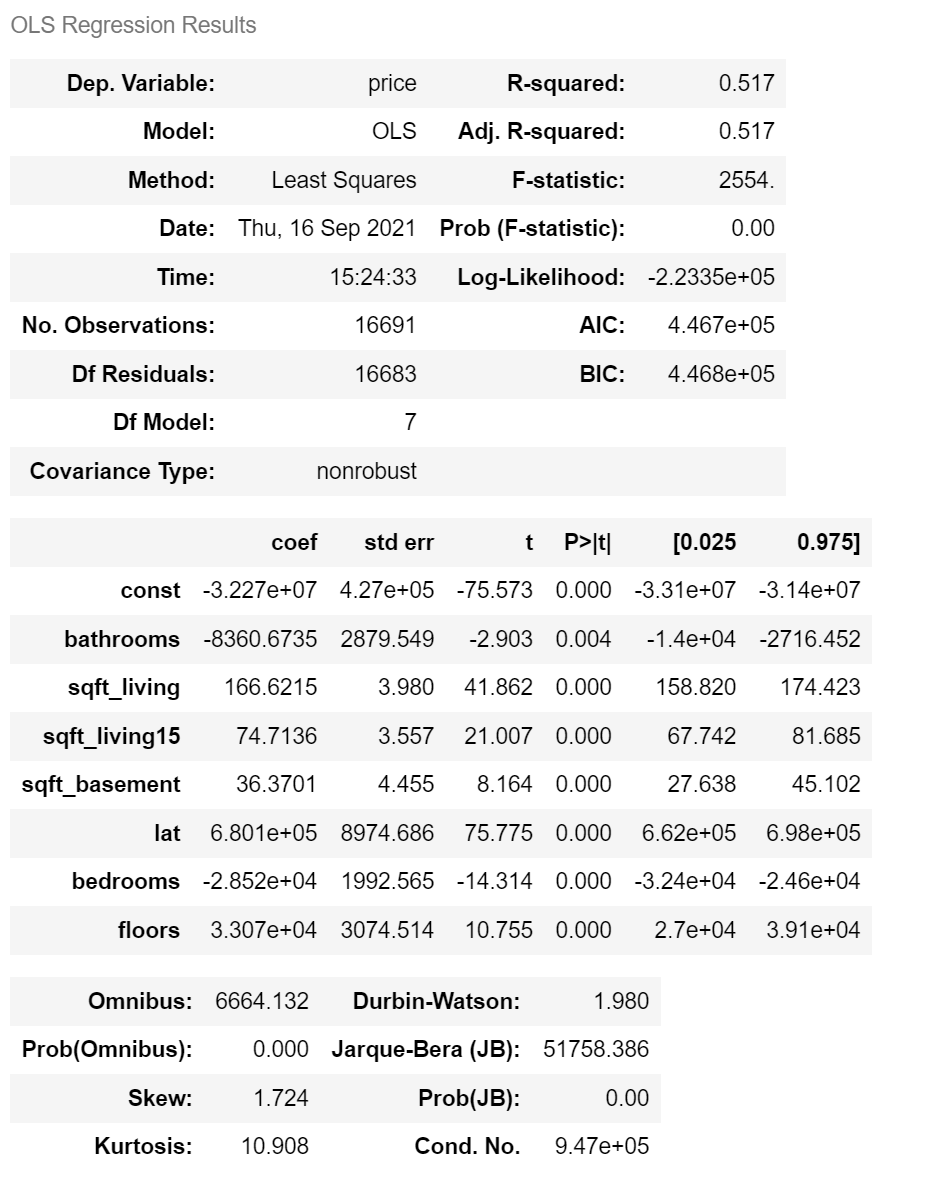 OLS Regression Results
Dep. Variable: price R-squared: 0.517
Model: OLS Adj. R-squared: 0.517
Method: Least Squares F-statistic: 2554.
Date: Thu, 16 Sep 2021 Prob (F-statistic): 0.00
Time: 15:24:33 Log-Likelihood: -2.2335e+05
No. Observations: 16691 AIC: 4.467e+05
Df Residuals: 16683 BIC: 4.468e+05
Df Model: 7
Covariance Type: nonrobust
coef std err t P>|t| [0.025 0.975]
const -3.227e+07 4.27e+05 -75.573 0.000 -3.31e+07 -3.14e+07
bathrooms -8360.6735 2879.549 -2.903 0.004 -1.4e+04 -2716.452
sqft_living 166.6215 3.980 41.862 0.000 158.820 174.423
sqft_living15 74.7136 3.557 21.007 0.000 67.742 81.685
sqft_basement 36.3701 4.455 8.164 0.000 27.638 45.102
lat 6.801e+05 8974.686 75.775 0.000 6.62e+05 6.98e+05
bedrooms -2.852e+04 1992.565 -14.314 0.000 -3.24e+04 -2.46e+04
floors 3.307e+04 3074.514 10.755 0.000 2.7e+04 3.91e+04
Omnibus: 6664.132 Durbin-Watson: 1.980
Prob(Omnibus): 0.000 Jarque-Bera (JB): 51758.386
Skew: 1.724 Prob(JB): 0.00
Kurtosis: 10.908 Cond. No. 9.47e+05